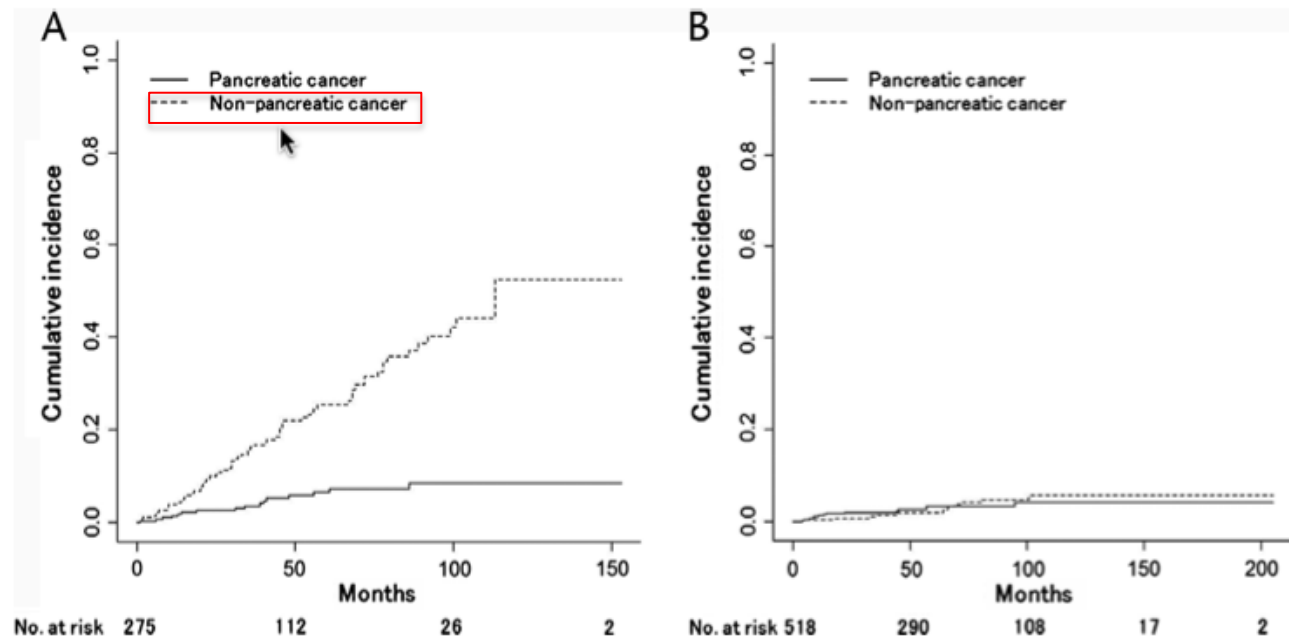 A
1.0
0.8
0.6
0.4
0.2
0.0
Cumulative incidence
Pancreatic cancer
Non-pancreatic cancer
0 50 100 150
Months
No. at risk 275 112 26 2
B
1.0
0.8
0.6
0.4
0.2
0.0
Cumulative incidence
Pancreatic cancer
Non-pancreatic cancer
0 50 100 150 200
Months
No. at risk 518 290 108 17 2